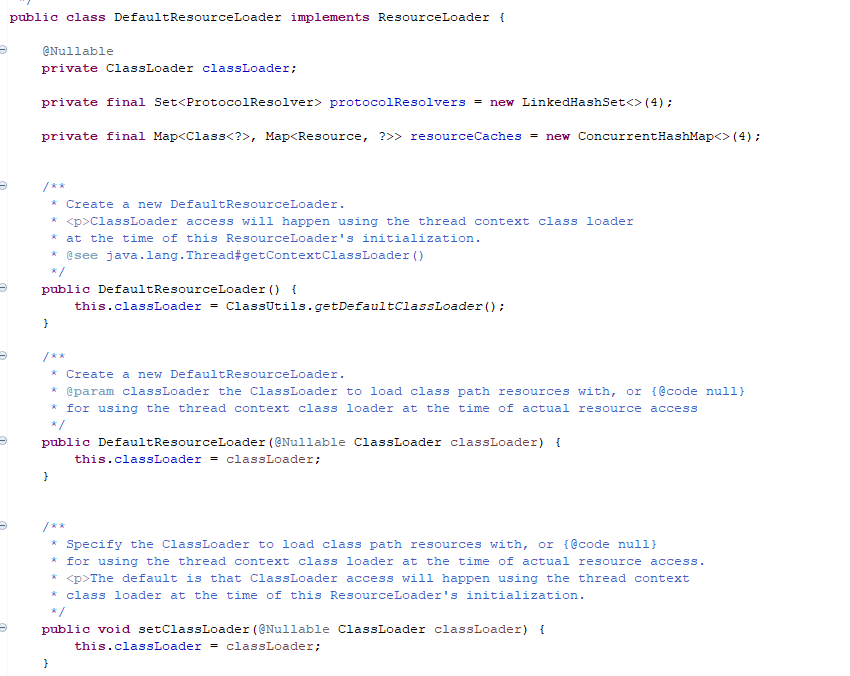 */
public class DefaultResourceLoader implements ResourceLoader {
@Nullable
private ClassLoader classLoader;
private final Set<ProtocolResolver> protocolResolvers = new LinkedHashSet<>(4);
private final Map<Class<?>, Map<Resource, ?>> resourceCaches = new ConcurrentHashMap<>(4);
/**
* Create a new DefaultResourceLoader.
* <p>ClassLoader access will happen using the thread context class loader
* at the time of this ResourceLoader's initialization.
* @see java.lang.Thread#getContextClassLoader()
*/
public DefaultResourceLoader() {
this.classLoader = ClassUtils.getDefaultClassLoader();
}
/**
* Create a new DefaultResourceLoader.
* @param classLoader the ClassLoader to load class path resources with, or {@code null}
* for using the thread context class loader at the time of actual resource access
*/
public DefaultResourceLoader(@Nullable ClassLoader classLoader) {
this.classLoader = classLoader;
}
/**
* Specify the ClassLoader to load class path resources with, or {@code null}
* for using the thread context class loader at the time of actual resource access.
* <p>The default is that ClassLoader access will happen using the thread context
* class loader at the time of this ResourceLoader's initialization.
*/
public void setClassLoader(@Nullable ClassLoader classLoader) {
this.classLoader = classLoader;
}